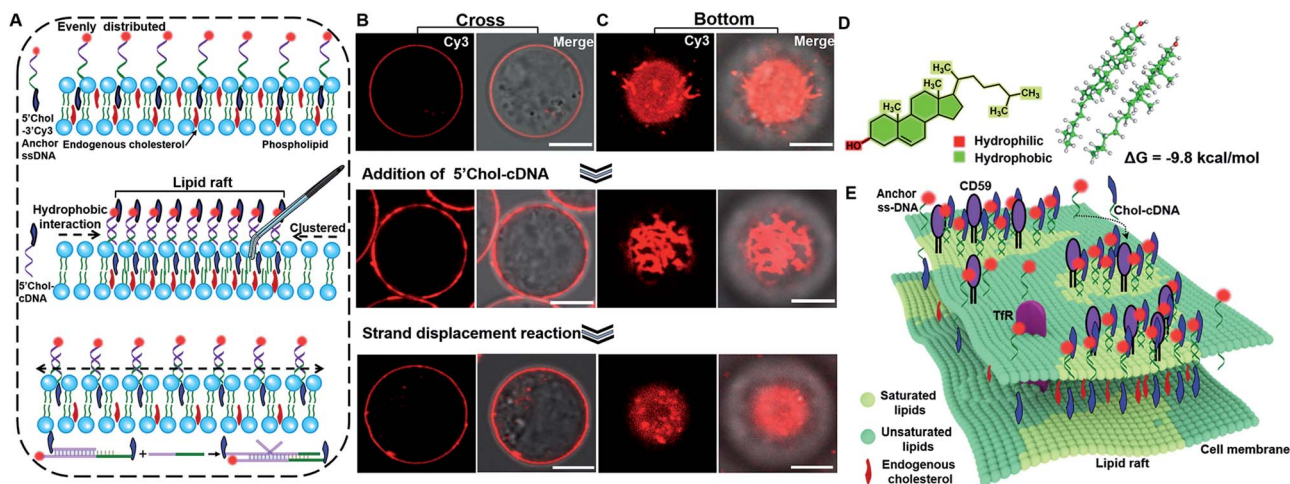 A
Evenly distributed
5'Chol
-3'Cy3
Anchor
ssDNA
Endogenous cholesterol
Phospholipid
Lipid raft
Hydrophobic
interaction
Clustered
5'Chol-
cDNA
B
Cross
Cy3
Merge
C
Bottom
Cy3
Merge
Addition of 5'Chol-cDNA
Strand displacement reaction
D
H₃C
CH₃
H₃C
H₃C
H₃C
HO
Hydrophilic
Hydrophobic
ΔG = -9.8 kcal/mol
E
Anchor
ss-DNA
CD59
Chol-cDNA
TfR
Saturated
lipids
Unsaturated
lipids
Endogenous
cholesterol
Lipid raft
Cell membrane